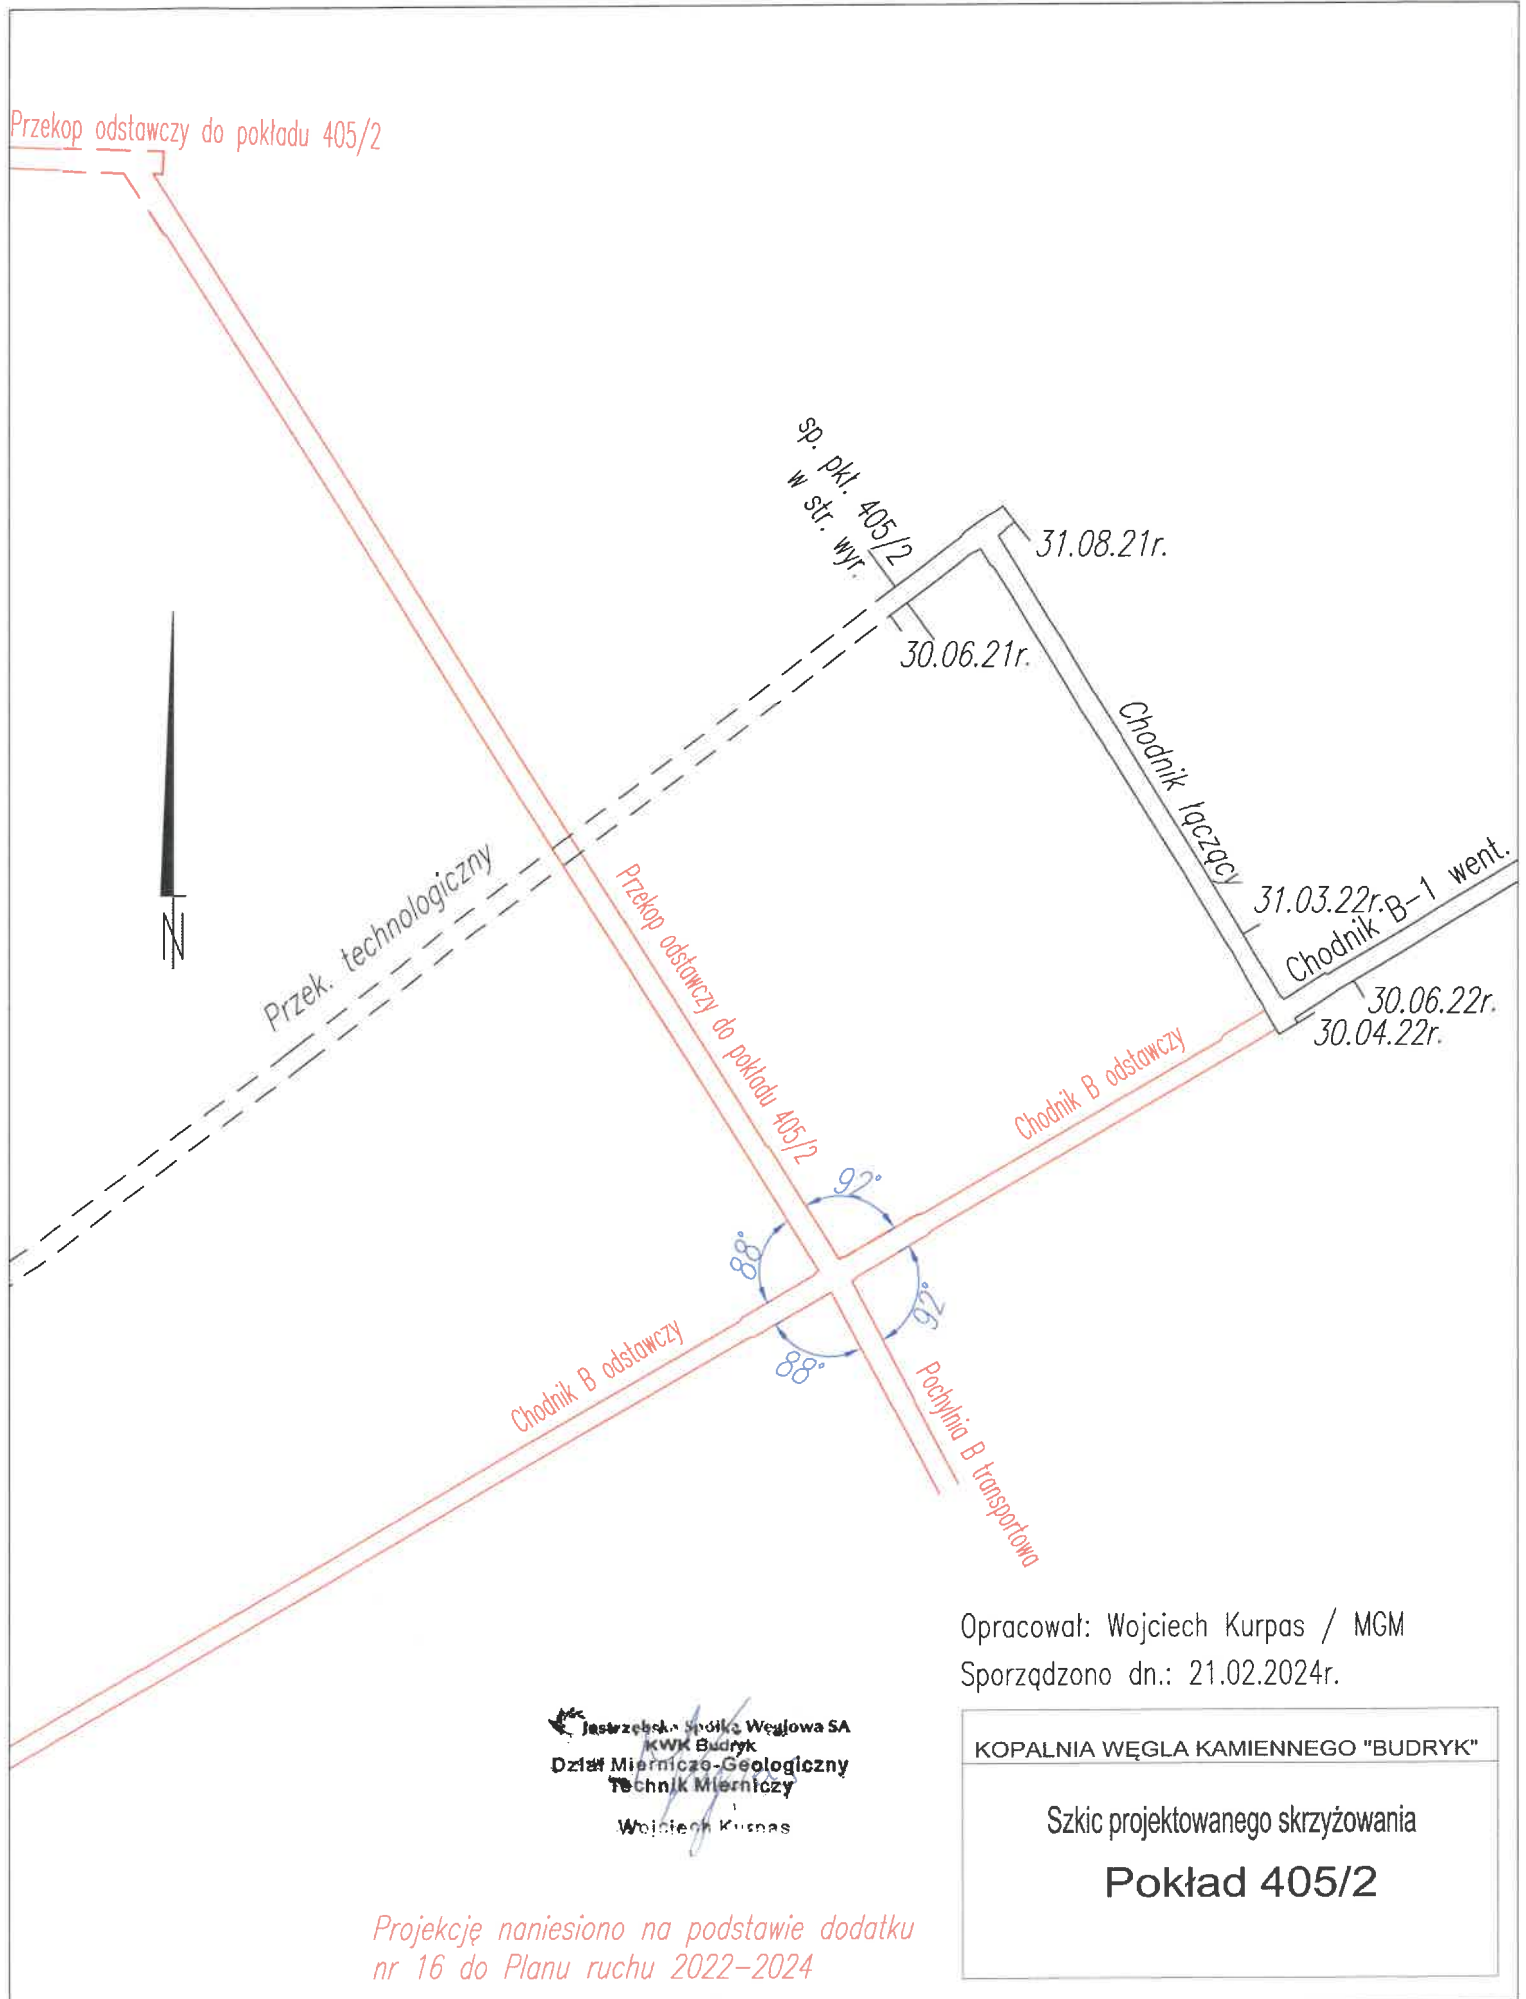 Przekop odstawczy do pokładu 405/2
sp. pkł. 405/2
w str. wyr.
31.08.21r.
30.06.21r.
Chodnik łączący
31.03.22r.
Chodnik B-1 went.
30.06.22r.
30.04.22r.
Przek. technologiczny
N
Przekop odstawczy do pokładu 405/2
Chodnik B odstawczy
92°
88°
92°
88°
Chodnik B odstawczy
Pochylnia B transportowa
Opracował: Wojciech Kurpas / MGM
Sporządzono dn.: 21.02.2024r.
Jastrzębska Spółka Węglowa SA
KWK Budryk
Dział Mierniczo-Geologiczny
Technik Mierniczy
Wojciech Kurpas
KOPALNIA WĘGLA KAMIENNEGO "BUDRYK"
Szkic projektowanego skrzyżowania
Pokład 405/2
Projekcję naniesiono na podstawie dodatku
nr 16 do Planu ruchu 2022-2024